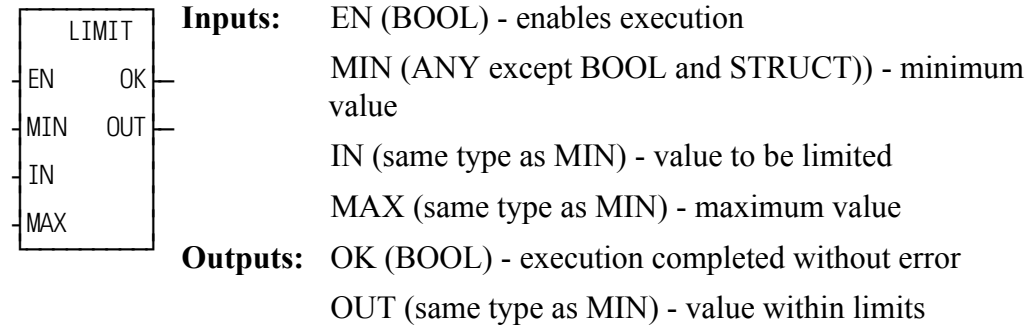 LIMIT
EN OK
MIN OUT
IN
MAX
Inputs: EN (BOOL) - enables execution
MIN (ANY except BOOL and STRUCT)) - minimum
value
IN (same type as MIN) - value to be limited
MAX (same type as MIN) - maximum value
Outputs: OK (BOOL) - execution completed without error
OUT (same type as MIN) - value within limits